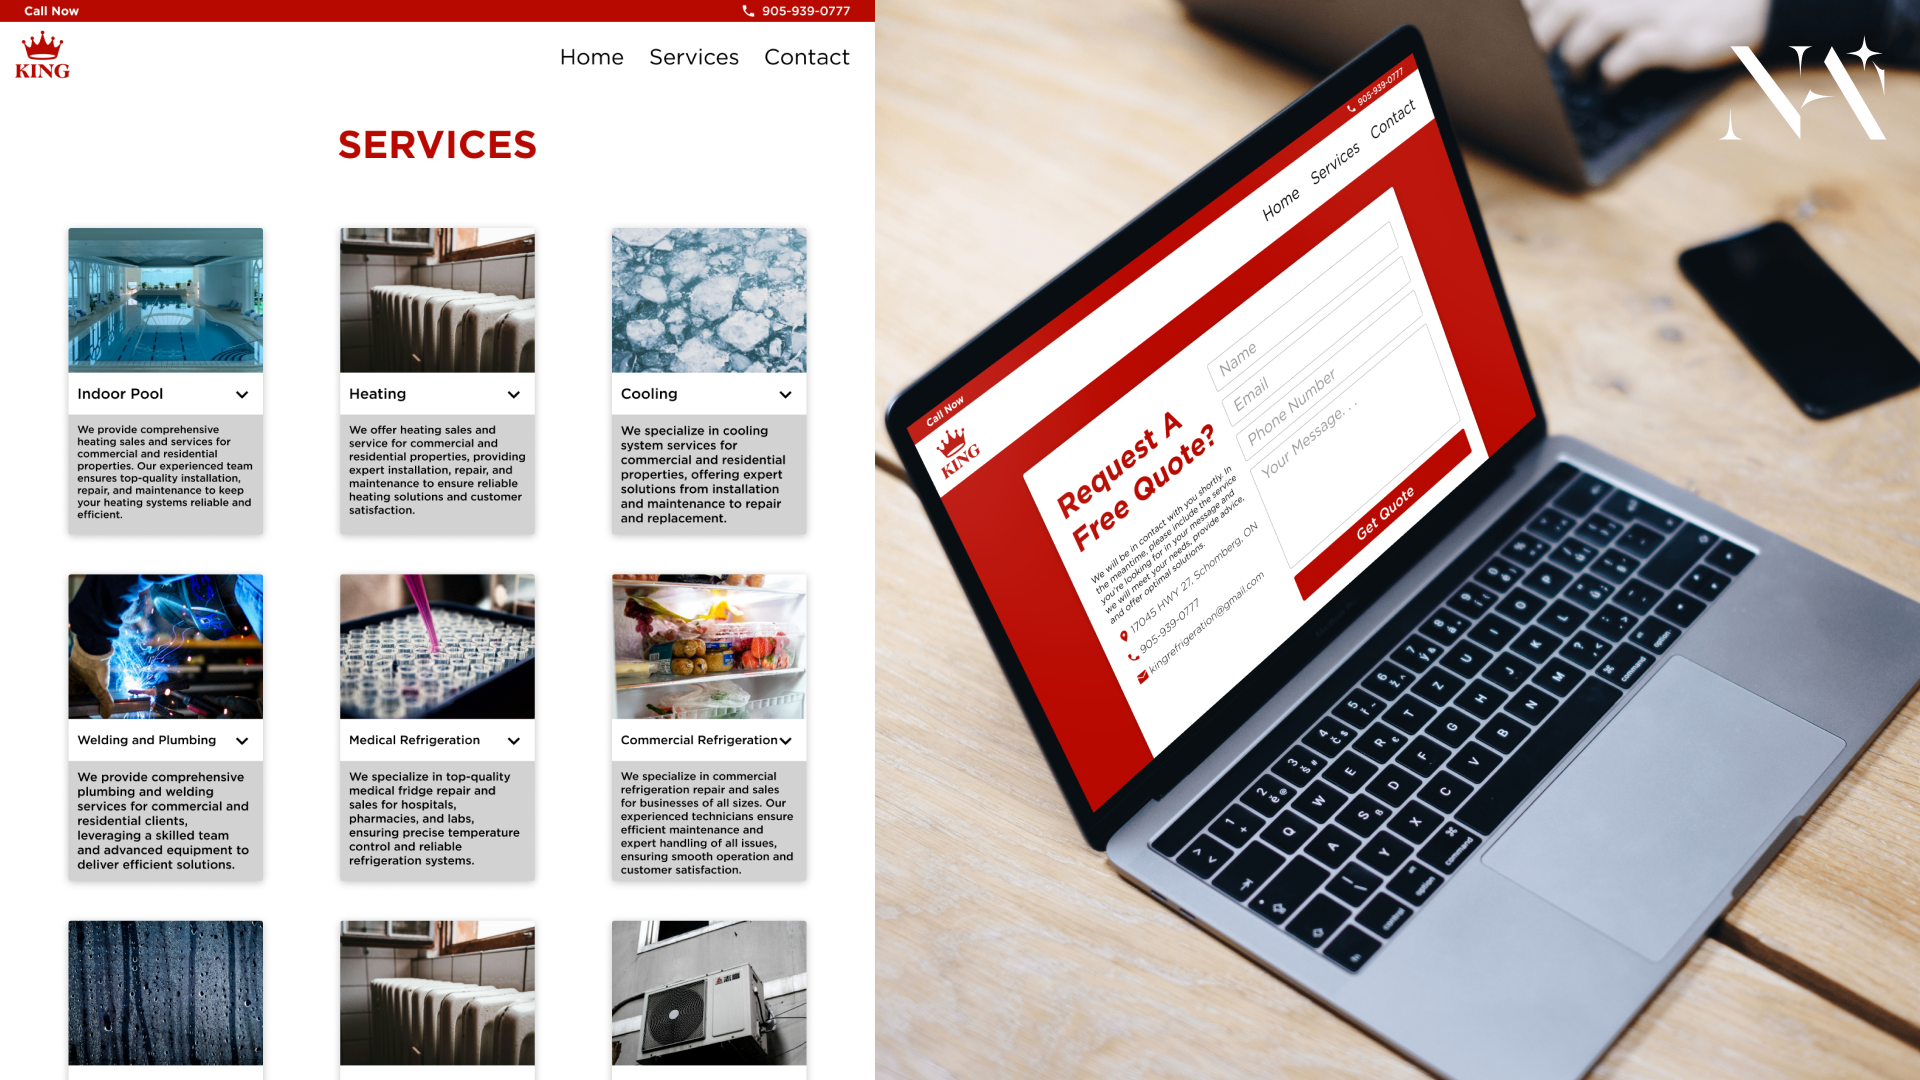 Call Now
905-939-0777
KING
Home Services Contact
SERVICES
Indoor Pool
We provide comprehensive
heating sales and services for
commercial and residential
properties. Our experienced team
ensures top-quality installation,
repair, and maintenance to keep
your heating systems reliable and
efficient.
Heating
We offer heating sales and
service for commercial and
residential properties, providing
expert installation, repair, and
maintenance to ensure reliable
heating solutions and customer
satisfaction.
Cooling
We specialize in cooling
system services for
commercial and residential
properties, offering expert
solutions from installation
and maintenance to repair
and replacement.
Welding and Plumbing
We provide comprehensive
plumbing and welding
services for commercial and
residential clients,
leveraging a skilled team
and advanced equipment to
deliver efficient solutions.
Medical Refrigeration
We specialize in top-quality
medical fridge repair and
sales for hospitals,
pharmacies, and labs,
ensuring precise temperature
control and reliable
refrigeration systems.
Commercial Refrigeration
We specialize in commercial
refrigeration repair and sales
for businesses of all sizes. Our
experienced technicians ensure
efficient maintenance and
expert handling of all issues,
ensuring smooth operation and
customer satisfaction.
Call Now
905-939-0777
KING
Home Services Contact
Request A
Free Quote?
We will be in contact with you shortly. In
the meantime, please include the service
you're looking for in your message and
we will meet your needs, provide advice,
and offer optimal solutions.
17045 HWY 27, Schomberg, ON
905-939-0777
kingrefrigeration@gmail.com
Name
Email
Phone Number
Your Message. . .
Get Quote
NA